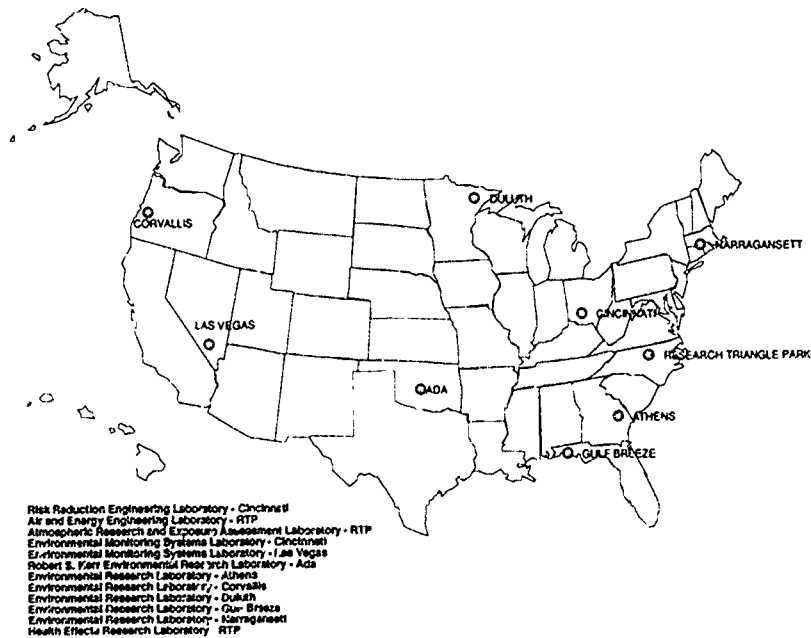 DULUTH
CORVALLIS
NARRAGANSETT
CINCINNATI
LAS VEGAS
RESEARCH TRIANGLE PARK
ADA
ATHENS
GULF BREEZE
Risk Reduction Engineering Laboratory - Cincinnati
Air and Energy Engineering Laboratory - RTP
Atmospheric Research and Exposure Assessment Laboratory - RTP
Environmental Monitoring Systems Laboratory - Cincinnati
Environmental Monitoring Systems Laboratory - Las Vegas
Robert S. Kerr Environmental Research Laboratory - Ada
Environmental Research Laboratory - Athens
Environmental Research Laboratory - Corvallis
Environmental Research Laboratory - Duluth
Environmental Research Laboratory - Gulf Breeze
Environmental Research Laboratory - Narragansett
Health Effects Research Laboratory RTP